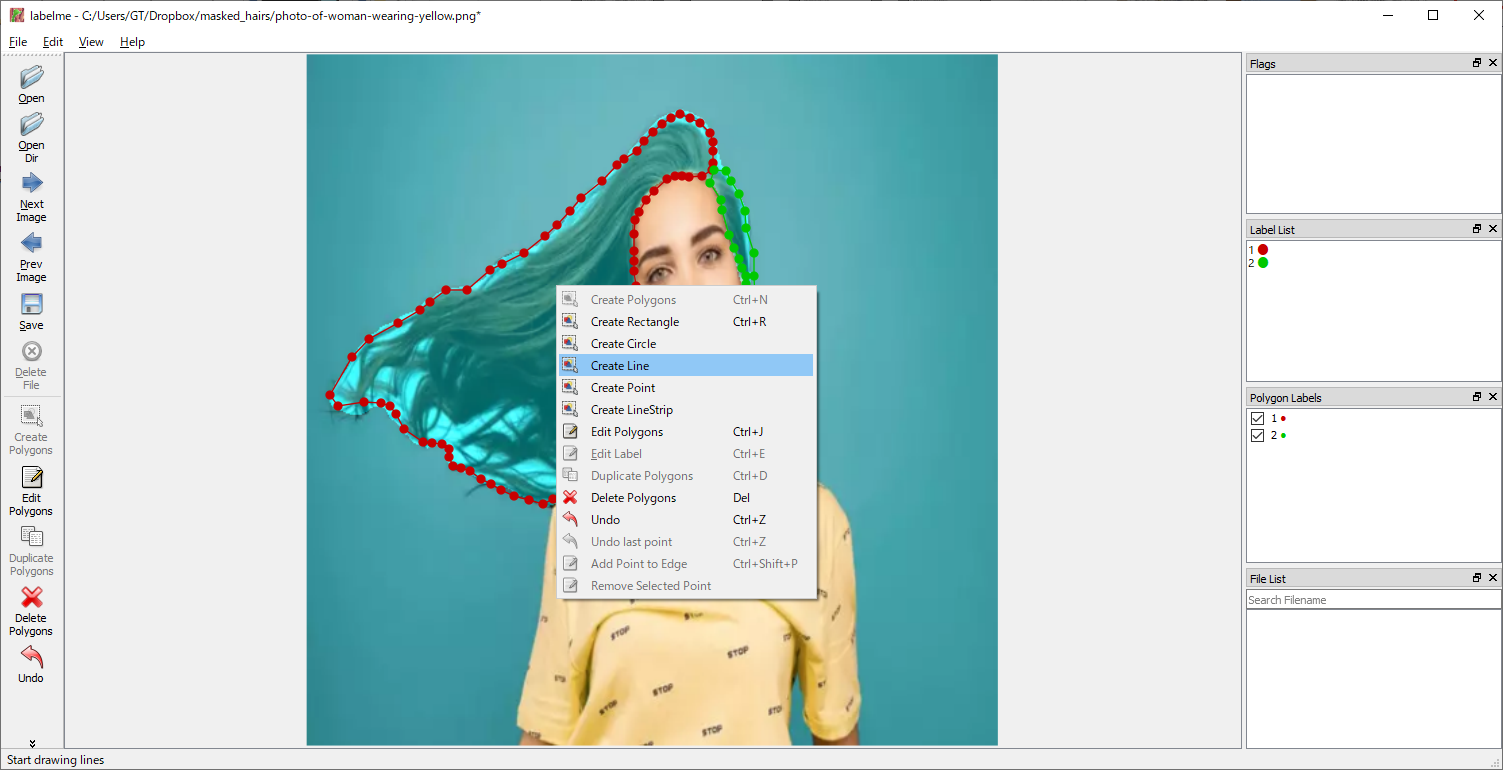 labelme - C:/Users/GT/Dropbox/masked_hairs/photo-of-woman-wearing-yellow.png*
File Edit View Help
Open
Open
Dir
Next
Image
Prev
Image
Save
Delete
File
Create
Polygons
Edit
Polygons
Duplicate
Polygons
Delete
Polygons
Undo
Create Polygons Ctrl+N
Create Rectangle Ctrl+R
Create Circle
Create Line
Create Point
Create LineStrip
Edit Polygons Ctrl+J
Edit Label Ctrl+E
Duplicate Polygons Ctrl+D
Delete Polygons Del
Undo Ctrl+Z
Undo last point Ctrl+Z
Add Point to Edge Ctrl+Shift+P
Remove Selected Point
STOP
STOP
STOP
STOP
STOP
STOP
Flags
Label List
1
2
Polygon Labels
1
2
File List
Search Filename
Start drawing lines